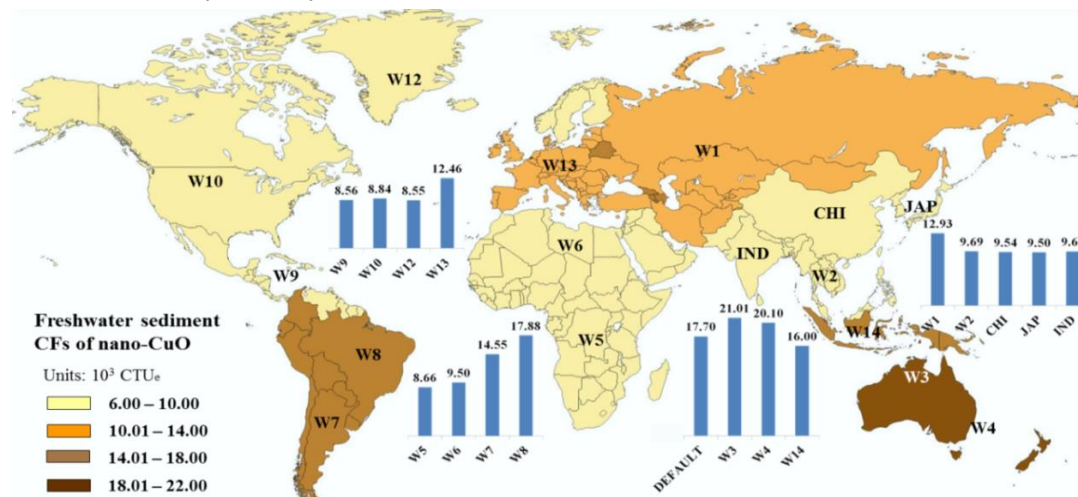 W12
W10
W9
W8
W7
W13
W1
W6
W5
IND
CHI
JAP
W2
W14
W3
W4
8.56 8.84 8.55 12.46
W9 W10 W12 W13
8.66 9.50 14.55 17.88
W5 W6 W7 W8
17.70 21.01 20.10 16.00
DEFAULT W3 W4 W14
12.93 9.69 9.54 9.50 9.6
W1 W2 CHI JAP IND
Freshwater sediment
CFs of nano-CuO
Units: 10³ CTUₑ
6.00 – 10.00
10.01 – 14.00
14.01 – 18.00
18.01 – 22.00